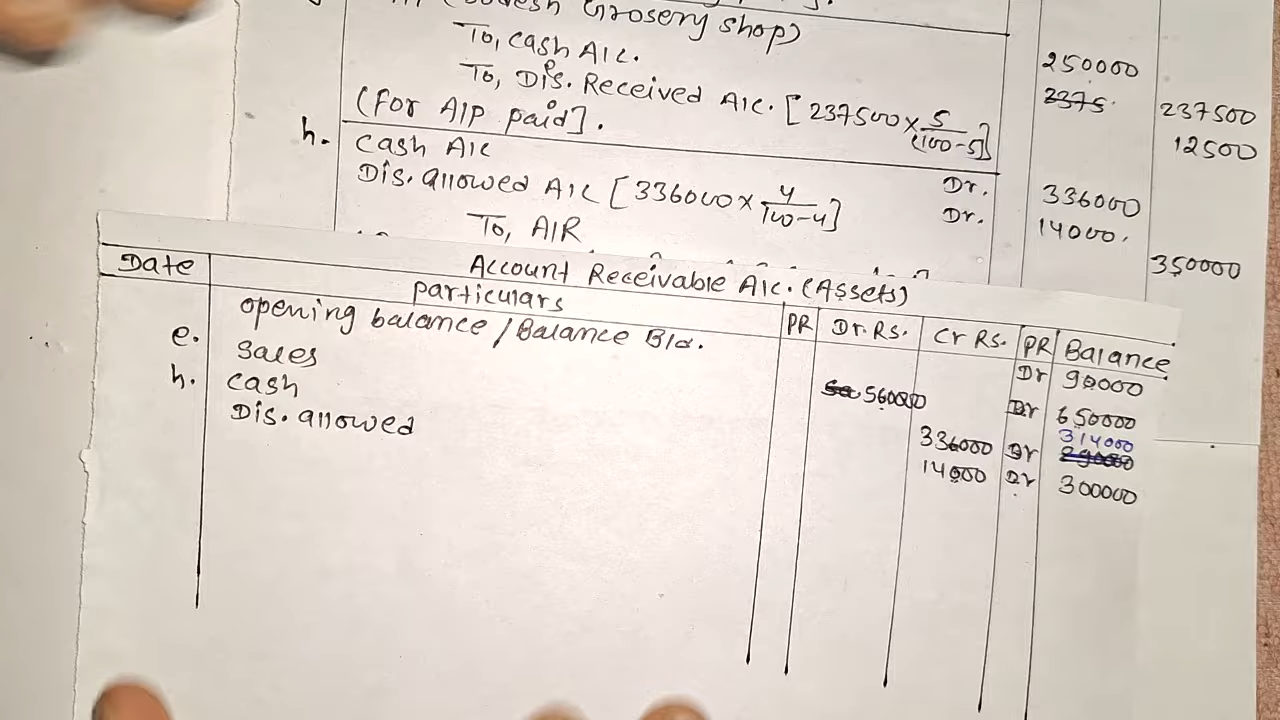 (Sudesh Grosery shop)
To, cash A/c. 250000
To, Dis. Received A/c. [237500 × 5/(100-5)] 2375 237500
(For A/P paid]. 12500
h. Cash A/c Dr. 336000
Dis. allowed A/c [336000 × 4/100-4] Dr. 14000.
To, A/R 350000
Account Receivable A/c. (Assets)
Date particulars PR Dr. Rs. Cr Rs. PR Balance
opening balance / Balance B/d. Dr 90000
e. Sales 560000 Dr 650000
h. cash 336000 Dr 314000
Dis. allowed 14000 Dr 300000